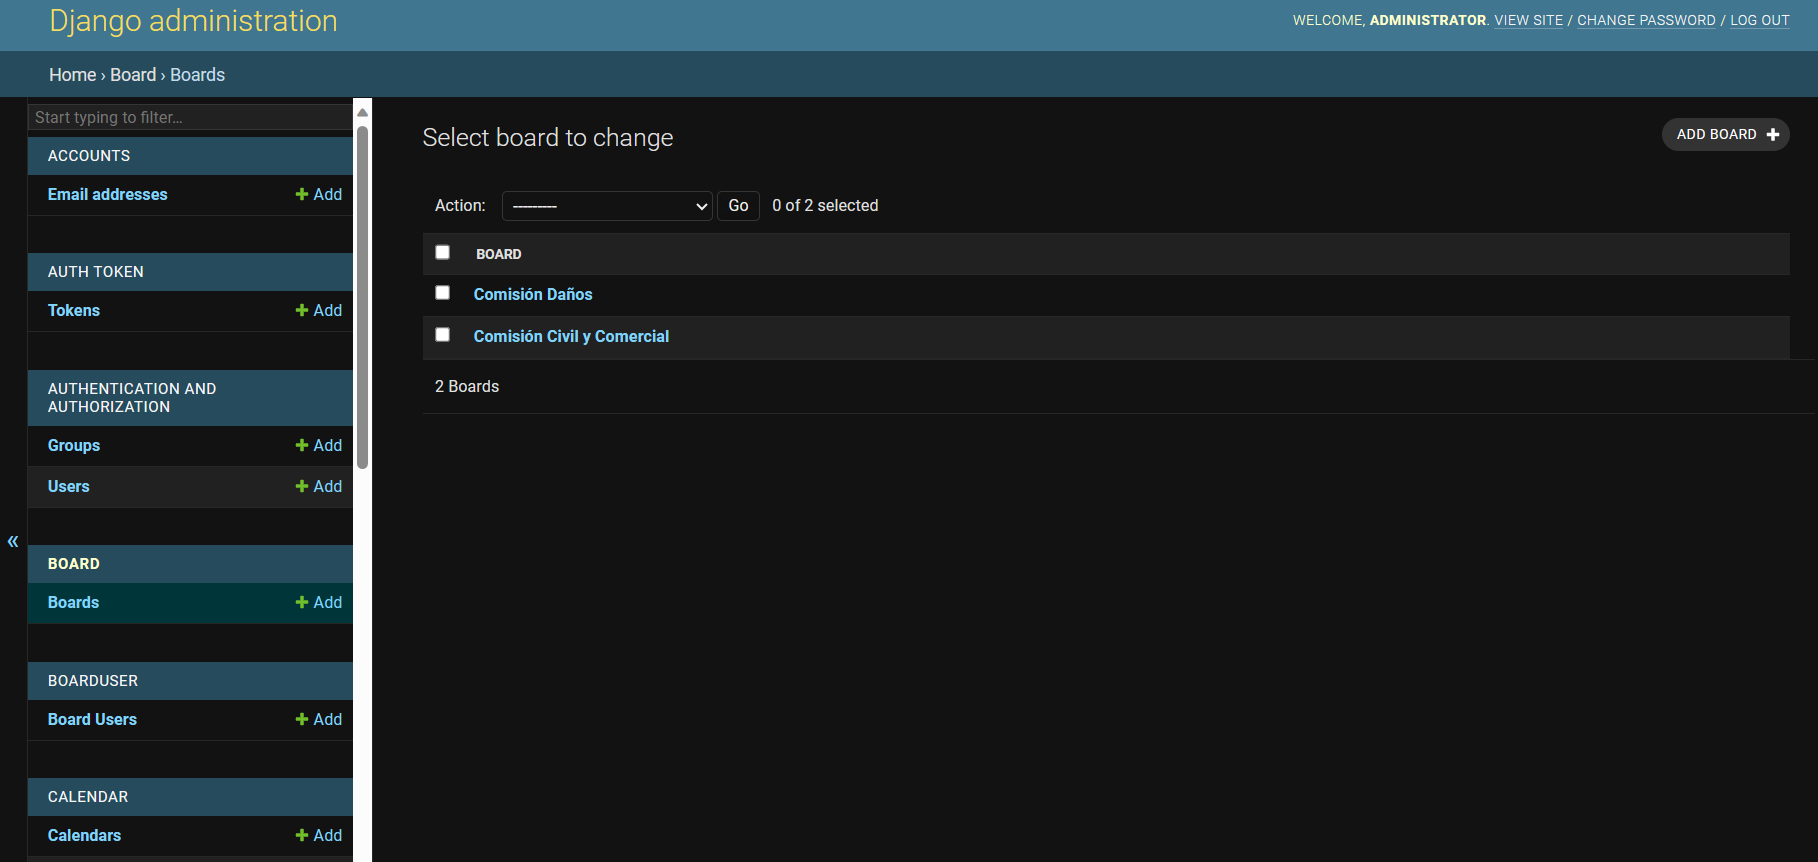 Django administration
WELCOME, ADMINISTRATOR. VIEW SITE / CHANGE PASSWORD / LOG OUT
Home › Board › Boards
Start typing to filter...
ACCOUNTS
Email addresses + Add
AUTH TOKEN
Tokens + Add
AUTHENTICATION AND
AUTHORIZATION
Groups + Add
Users + Add
«
BOARD
Boards + Add
BOARDUSER
Board Users + Add
CALENDAR
Calendars + Add
Select board to change
ADD BOARD +
Action: --------- Go 0 of 2 selected
BOARD
Comisión Daños
Comisión Civil y Comercial
2 Boards